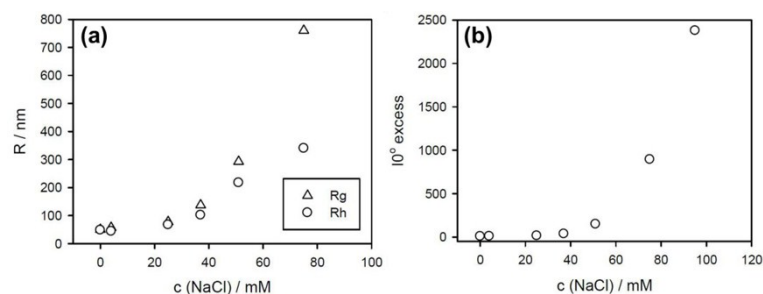 (a)
800
700
600
500
400
300
200
100
0
R / nm
0 20 40 60 80 100
c (NaCl) / mM
Rg
Rh
(b)
2500
2000
1500
1000
500
0
I0° excess
0 20 40 60 80 100 120
c (NaCl) / mM